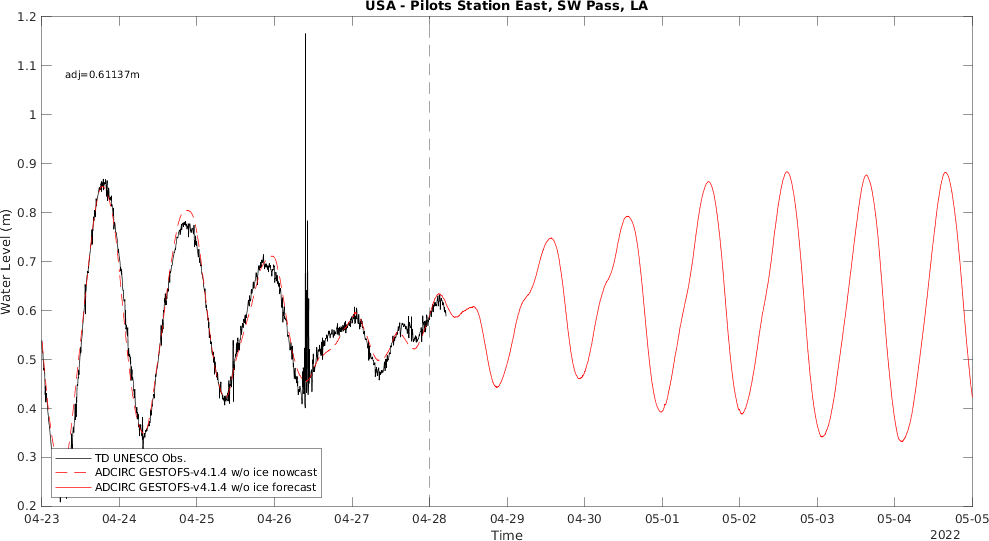 USA - Pilots Station East, SW Pass, LA
1.2
1.1
adj=0.61137m
1
0.9
0.8
0.7
0.6
0.5
0.4
0.3
0.2
Water Level (m)
TD UNESCO Obs.
ADCIRC GESTOFS-v4.1.4 w/o ice nowcast
ADCIRC GESTOFS-v4.1.4 w/o ice forecast
04-23 04-24 04-25 04-26 04-27 04-28 04-29 04-30 05-01 05-02 05-03 05-04 05-05
Time
2022